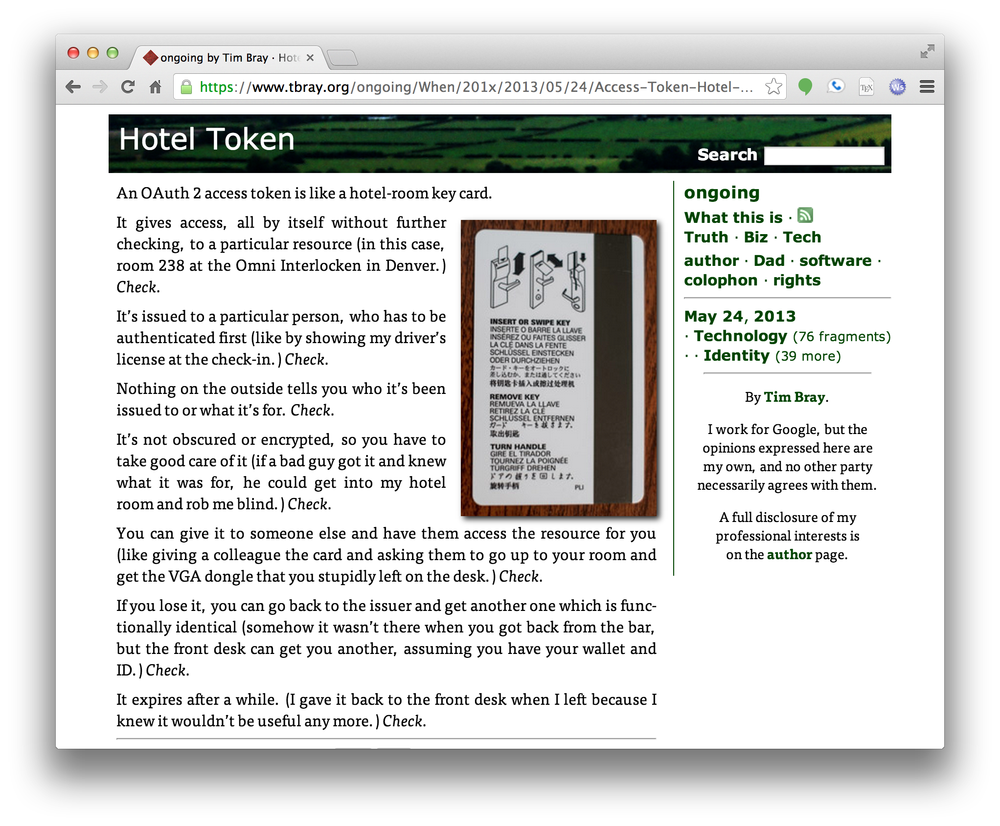 ongoing by Tim Bray · Hote
https://www.tbray.org/ongoing/When/201x/2013/05/24/Access-Token-Hotel-...
TEX
Ws
Hotel Token
Search
An OAuth 2 access token is like a hotel-room key card.
It gives access, all by itself without further
checking, to a particular resource (in this case,
room 238 at the Omni Interlocken in Denver. )
Check.
It’s issued to a particular person, who has to be
authenticated first (like by showing my driver’s
license at the check-in. ) Check.
Nothing on the outside tells you who it’s been
issued to or what it’s for. Check.
It’s not obscured or encrypted, so you have to
take good care of it (if a bad guy got it and knew
what it was for, he could get into my hotel
room and rob me blind. ) Check.
INSERT OR SWIPE KEY
INSERTE O BARRE LA LLAVE
INSÉREZ OU FAITES GLISSER
LA CLÉ DANS LA FENTE
SCHLÜSSEL EINSTECKEN
ODER DURCHZIEHEN
カード・キーをオートロックに
差し込むか、または通してください
将钥匙卡插入或擦过处理机
REMOVE KEY
REMUEVA LA LLAVE
RETIREZ LA CLÉ
SCHLÜSSEL ENTFERNEN
カード キーを抜きます。
取出钥匙
TURN HANDLE
GIRE EL TIRADOR
TOURNEZ LA POIGNÉE
TÜRGRIFF DREHEN
ドアの握りを回します。
旋转手柄 PLI
You can give it to someone else and have them access the resource for you
(like giving a colleague the card and asking them to go up to your room and
get the VGA dongle that you stupidly left on the desk. ) Check.
If you lose it, you can go back to the issuer and get another one which is func-
tionally identical (somehow it wasn’t there when you got back from the bar,
but the front desk can get you another, assuming you have your wallet and
ID. ) Check.
It expires after a while. (I gave it back to the front desk when I left because I
knew it wouldn’t be useful any more. ) Check.
ongoing
What this is ·
Truth · Biz · Tech
author · Dad · software ·
colophon · rights
May 24, 2013
· Technology (76 fragments)
· · Identity (39 more)
By Tim Bray.
I work for Google, but the
opinions expressed here are
my own, and no other party
necessarily agrees with them.
A full disclosure of my
professional interests is
on the author page.